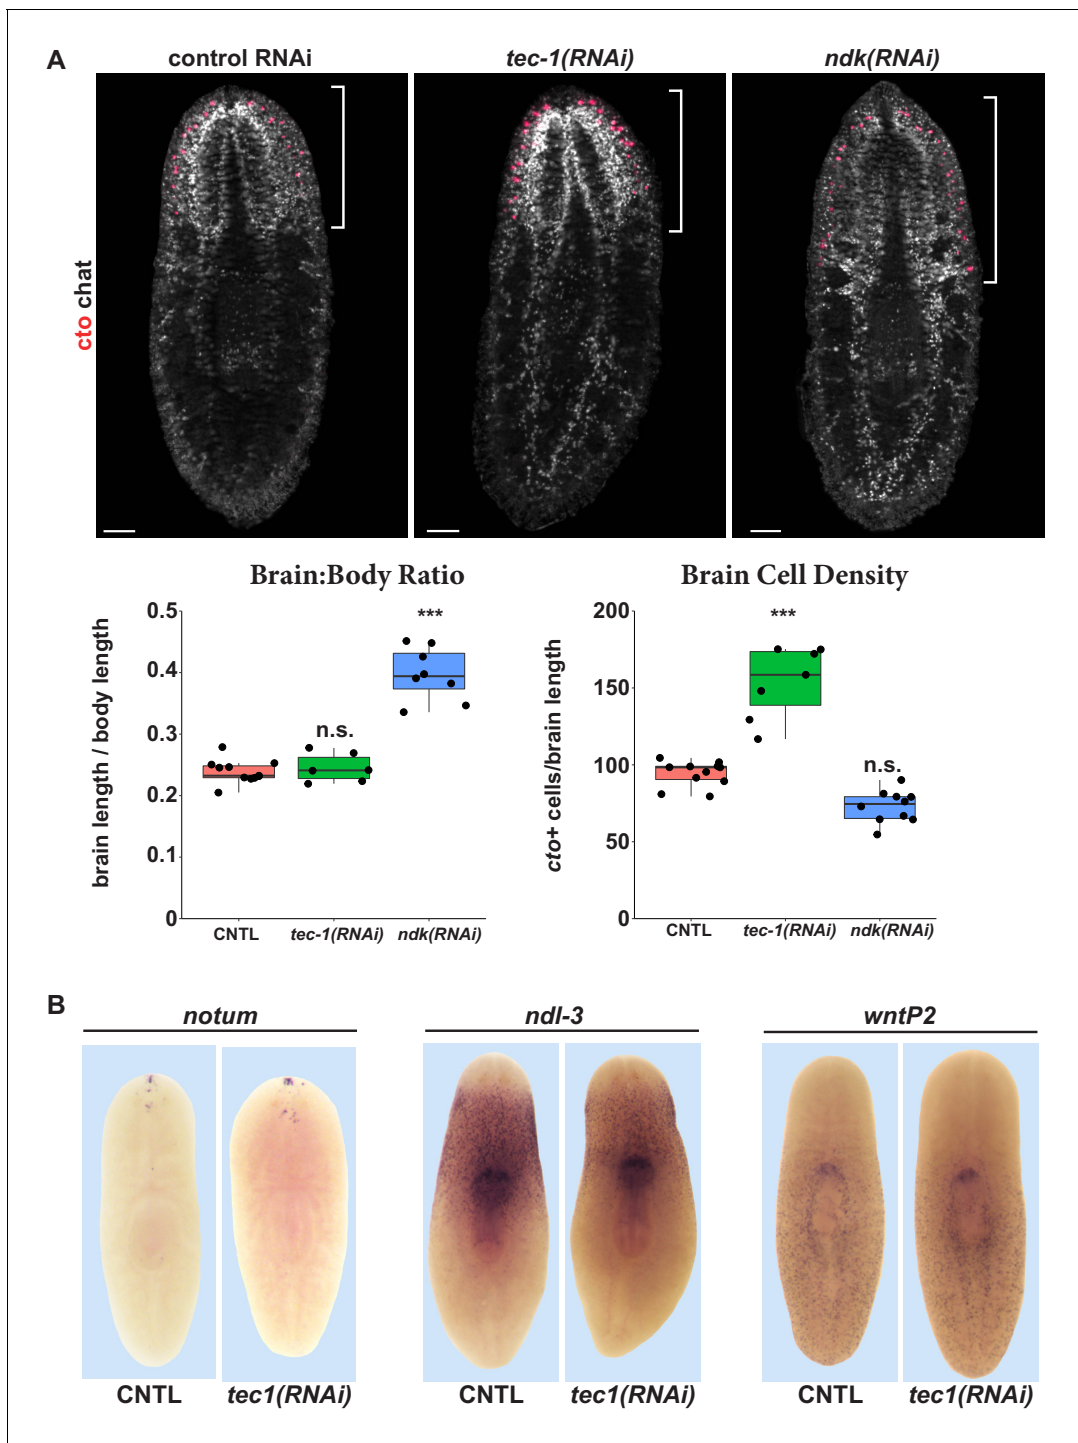 A
control RNAi
tec-1(RNAi)
ndk(RNAi)
cto chat
Brain:Body Ratio
brain length / body length
0.5
0.4
0.3
0.2
0.1
0
***
n.s.
CNTL
tec-1(RNAi)
ndk(RNAi)
Brain Cell Density
cto+ cells/brain length
200
150
100
50
0
***
n.s.
CNTL
tec-1(RNAi)
ndk(RNAi)
B
notum
ndl-3
wntP2
CNTL
tec1(RNAi)
CNTL
tec1(RNAi)
CNTL
tec1(RNAi)